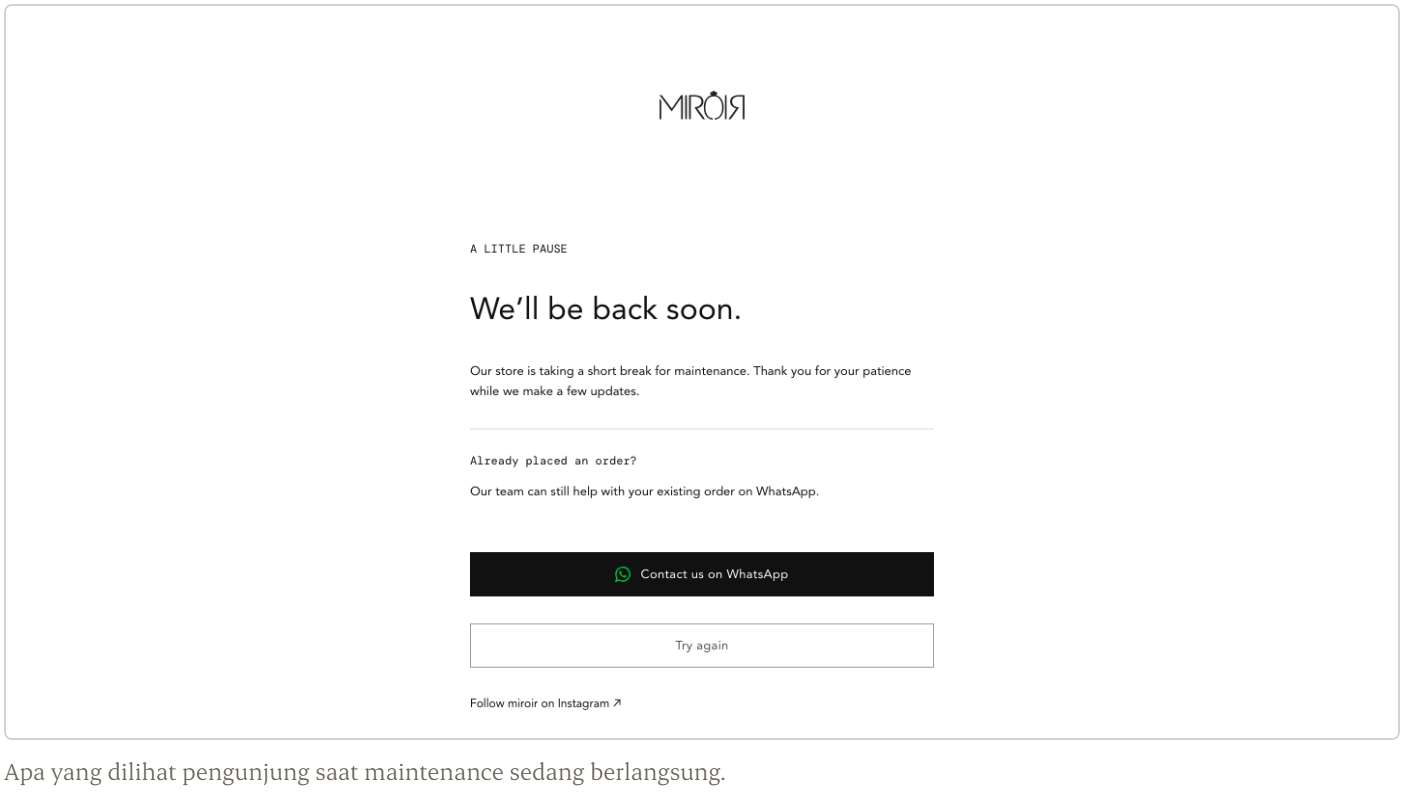 MIROIR
A LITTLE PAUSE
We’ll be back soon.
Our store is taking a short break for maintenance. Thank you for your patience
while we make a few updates.
Already placed an order?
Our team can still help with your existing order on WhatsApp.
Contact us on WhatsApp
Try again
Follow miroir on Instagram ↗
Apa yang dilihat pengunjung saat maintenance sedang berlangsung.